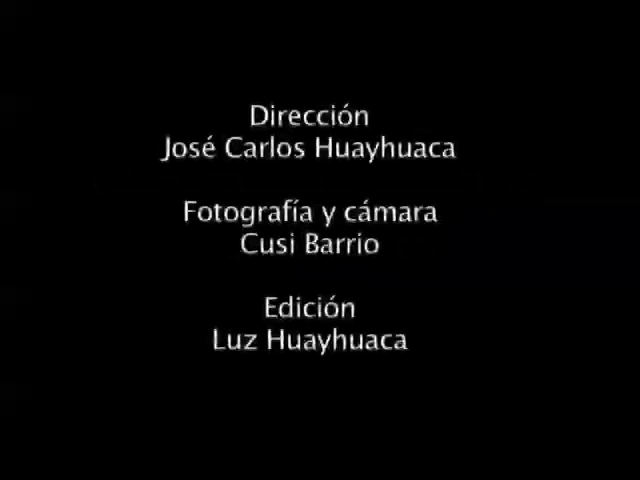 Dirección
José Carlos Huayhuaca
Fotografía y cámara
Cusi Barrio
Edición
Luz Huayhuaca